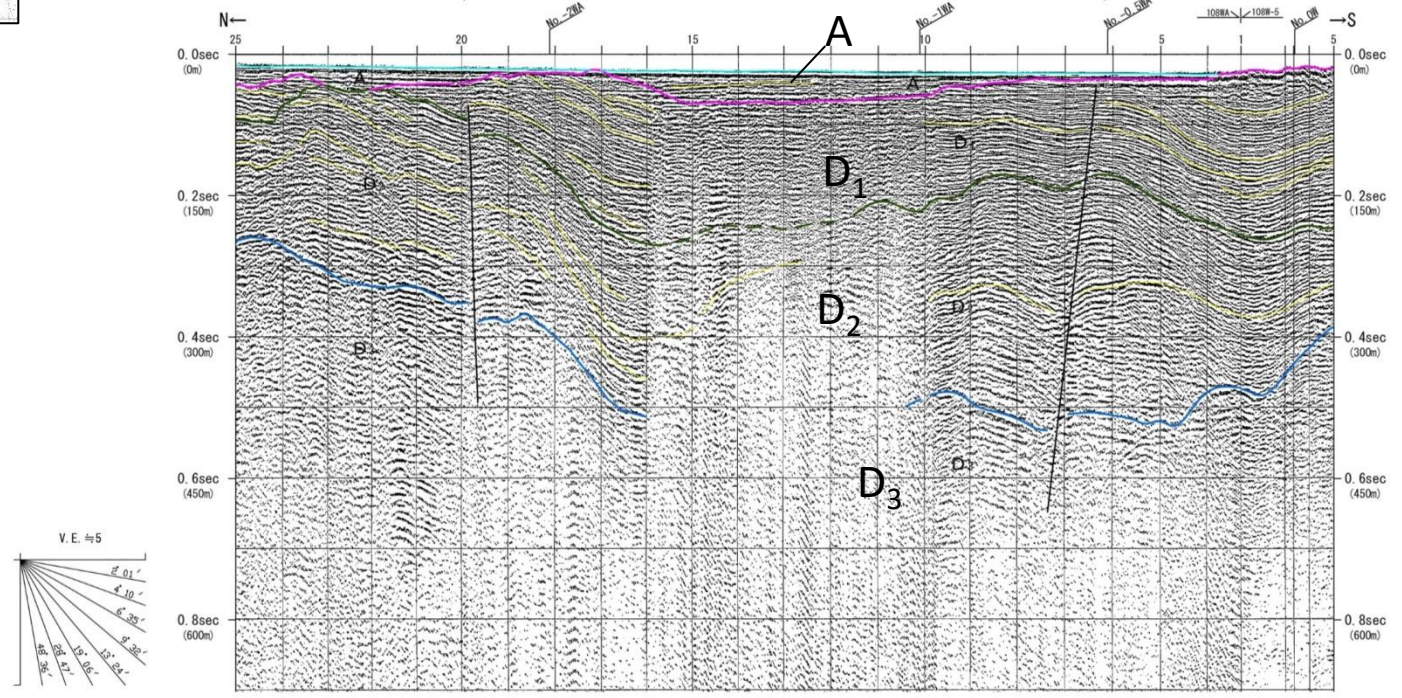 N←
No.-2WA
A
No.-1WA
No.-0.5WA
108WA
108W-5
No.0W
→S
25
20
15
10
5
1
5
0.0sec
(0m)
0.0sec
(0m)
A
A
D
D
D₁
0.2sec
(150m)
0.2sec
(150m)
D₂
D
0.4sec
(300m)
0.4sec
(300m)
D
D
D₃
0.6sec
(450m)
0.6sec
(450m)
V.E. ≒5
2° 01′
4° 10′
6° 35′
9° 32′
13° 24′
19° 06′
28° 47′
48° 36′
0.8sec
(600m)
0.8sec
(600m)